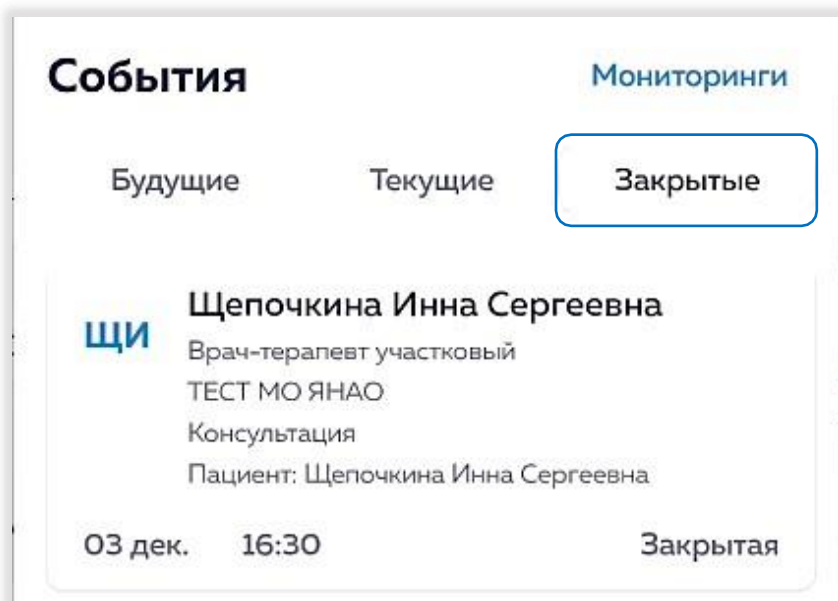 События Мониторинги
Будущие Текущие Закрытые
Щепочкина Инна Сергеевна
ЩИ
Врач-терапевт участковый
ТЕСТ МО ЯНАО
Консультация
Пациент: Щепочкина Инна Сергеевна
03 дек. 16:30 Закрытая